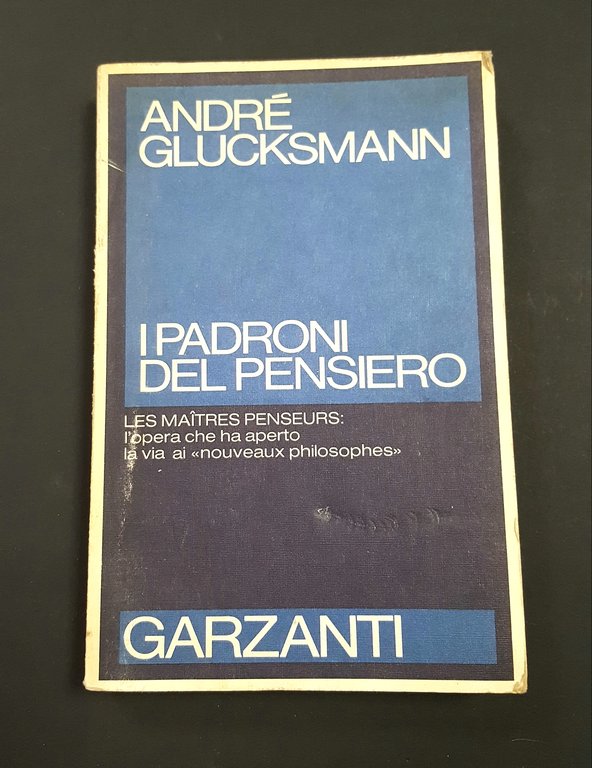 ANDRÉ
GLUCKSMANN
I PADRONI
DEL PENSIERO
LES MAÎTRES PENSEURS:
l'opera che ha aperto
la via ai «nouveaux philosophes»
GARZANTI